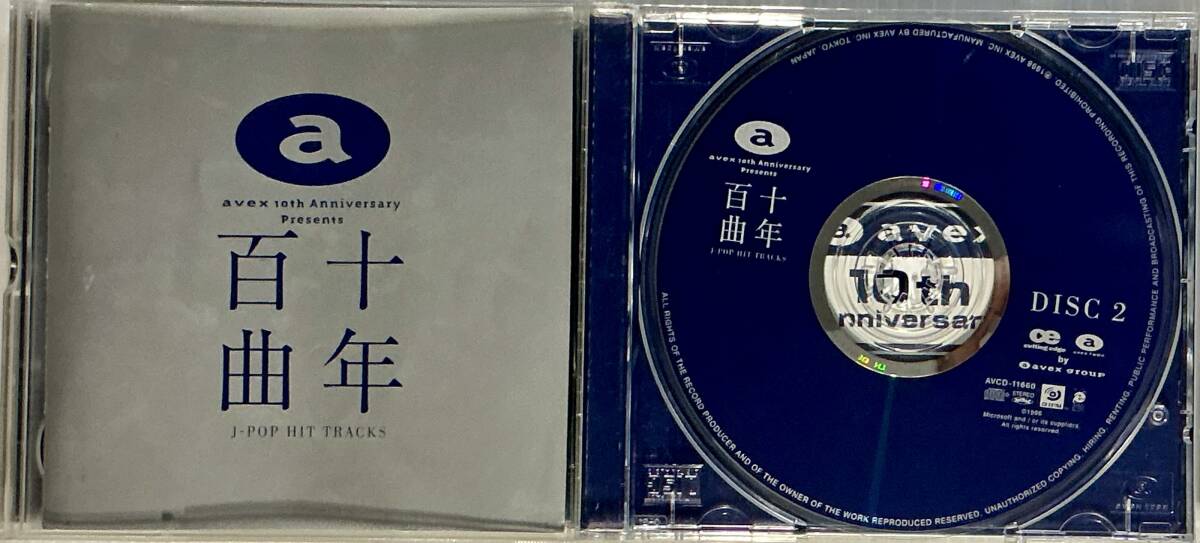 a
avex 10th Anniversary
Presents
十年
百曲
J-POP HIT TRACKS
a
avex 10th Anniversary
Presents
十年
百曲
J-POP HIT TRACKS
a avex
10th
nniversar
DISC 2
cutting edge
a
avex trax
by
a avex group
AVCD-11660
STEREO
CD EXTRA
Microsoft and / or its suppliers
All rights reserved.
ALL RIGHTS OF THE RECORD PRODUCER AND OF THE OWNER OF THE WORK REPRODUCED RESERVED. UNAUTHORIZED COPYING, HIRING, RENTING, PUBLIC PERFORMANCE AND BROADCASTING OF THIS RECORDING PROHIBITED. ℗1998 AVEX INC. MANUFACTURED BY AVEX INC. TOKYO, JAPAN